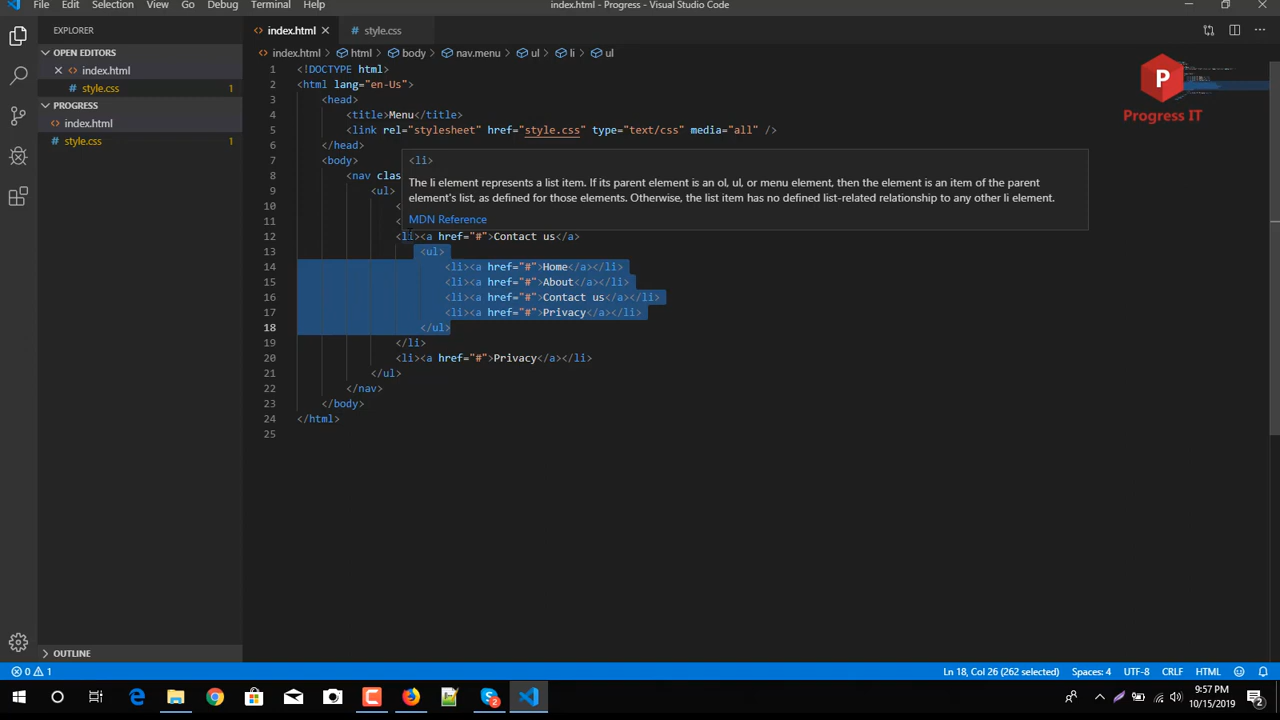 File Edit Selection View Go Debug Terminal Help
index.html - Progress - Visual Studio Code
EXPLORER
OPEN EDITORS
index.html
style.css 1
PROGRESS
index.html
style.css 1
OUTLINE
index.html
style.css
index.html > html > body > nav.menu > ul > li > ul
1 <!DOCTYPE html>
2 <html lang="en-Us">
3 <head>
4 <title>Menu</title>
5 <link rel="stylesheet" href="style.css" type="text/css" media="all" />
6 </head>
7 <body>
8 <nav clas
9 <ul>
10 <
11 <
12 <li><a href="#">Contact us</a>
13 <ul>
14 <li><a href="#">Home</a></li>
15 <li><a href="#">About</a></li>
16 <li><a href="#">Contact us</a></li>
17 <li><a href="#">Privacy</a></li>
18 </ul>
19 </li>
20 <li><a href="#">Privacy</a></li>
21 </ul>
22 </nav>
23 </body>
24 </html>
25
<li>
The li element represents a list item. If its parent element is an ol, ul, or menu element, then the element is an item of the parent
element's list, as defined for those elements. Otherwise, the list item has no defined list-related relationship to any other li element.
MDN Reference
P
Progress IT
0 1
Ln 18, Col 26 (262 selected) Spaces: 4 UTF-8 CRLF HTML 1
2
9:57 PM
10/15/2019
2